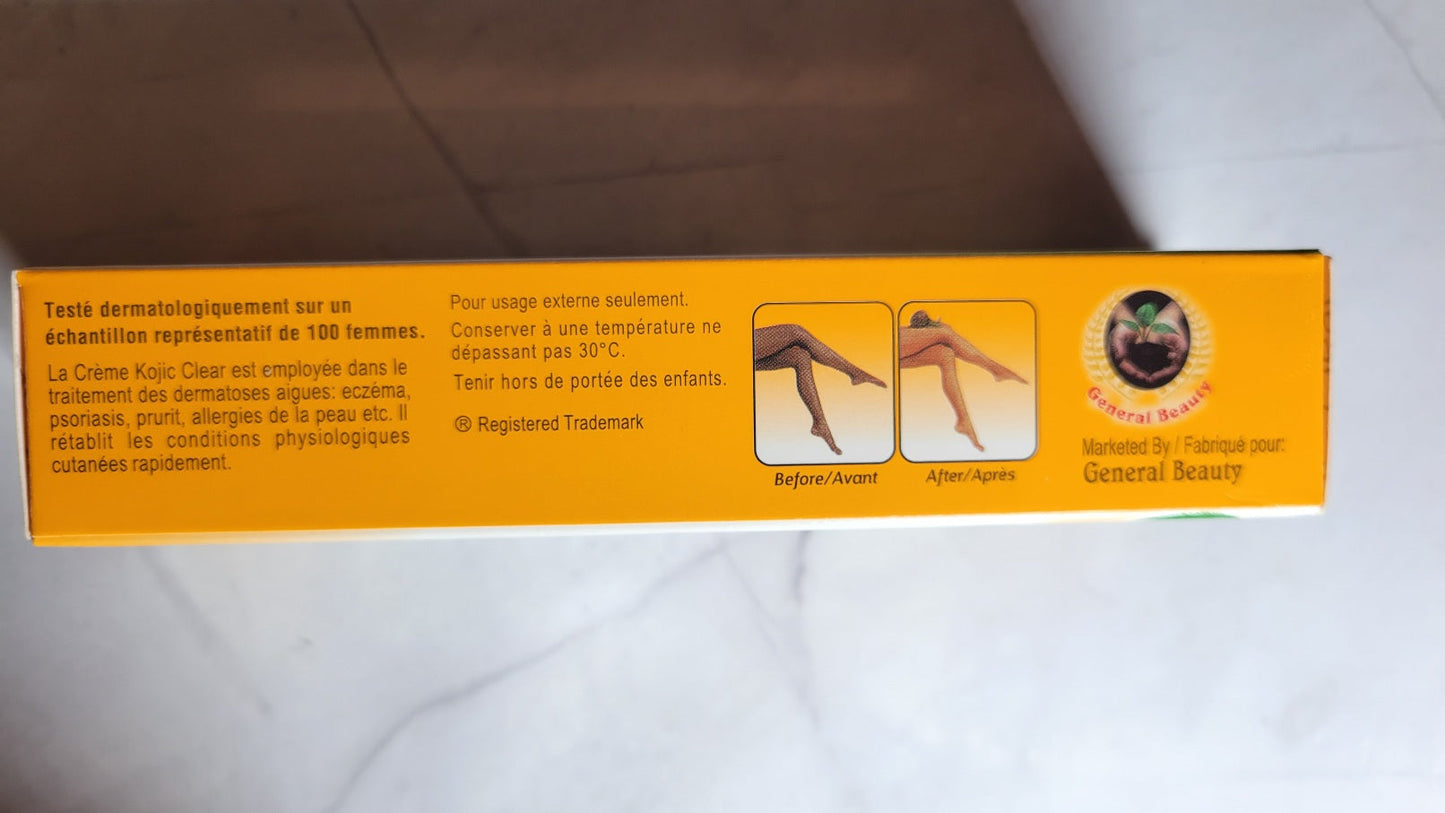 Testé dermatologiquement sur un
échantillon représentatif de 100 femmes.
La Crème Kojic Clear est employée dans le
traitement des dermatoses aigues: eczéma,
psoriasis, prurit, allergies de la peau etc. Il
rétablit les conditions physiologiques
cutanées rapidement.
Pour usage externe seulement.
Conserver à une température ne
dépassant pas 30°C.
Tenir hors de portée des enfants.
® Registered Trademark
Before/Avant
After/Après
General Beauty
Marketed By / Fabriqué pour:
General Beauty